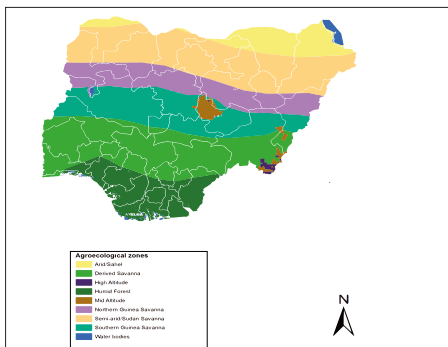 Agroecological zones
Arid/Sahel
Derived Savanna
High Altitude
Humid Forest
Mid Altitude
Northern Guinea Savanna
Semi-arid/Sudan Savanna
Southern Guinea Savanna
Water bodies
N